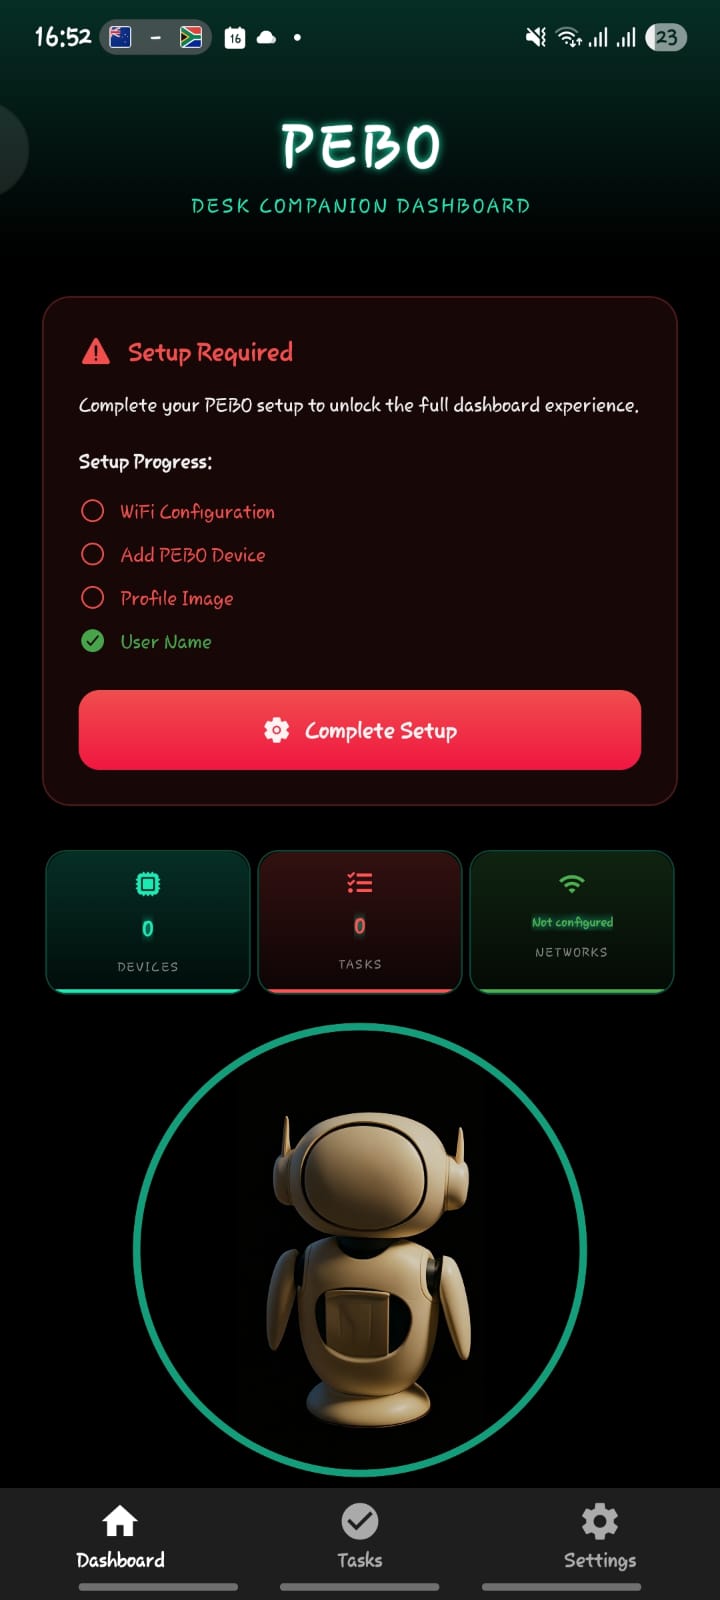 16:52
16
23
PEBO
DESK COMPANION DASHBOARD
Setup Required
Complete your PEBO setup to unlock the full dashboard experience.
Setup Progress:
WiFi Configuration
Add PEBO Device
Profile Image
User Name
Complete Setup
0
DEVICES
0
TASKS
Not configured
NETWORKS
Dashboard
Tasks
Settings